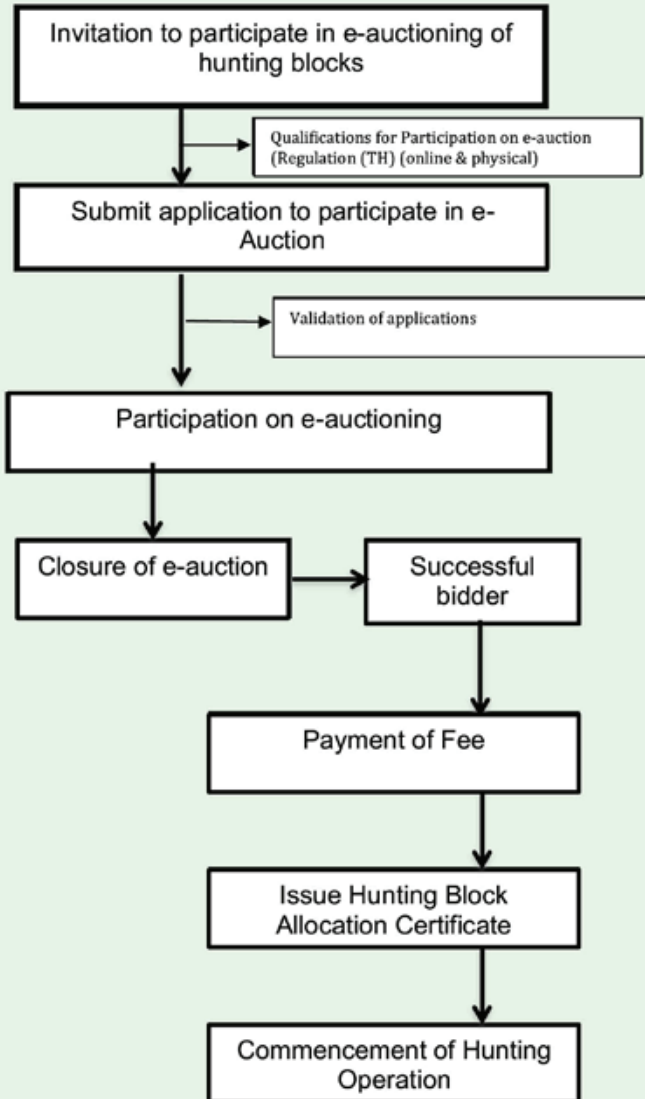 Invitation to participate in e-auctioning of
hunting blocks
Qualifications for Participation on e-auction
(Regulation (TH) (online & physical)
Submit application to participate in e-
Auction
Validation of applications
Participation on e-auctioning
Closure of e-auction
Successful
bidder
Payment of Fee
Issue Hunting Block
Allocation Certificate
Commencement of Hunting
Operation